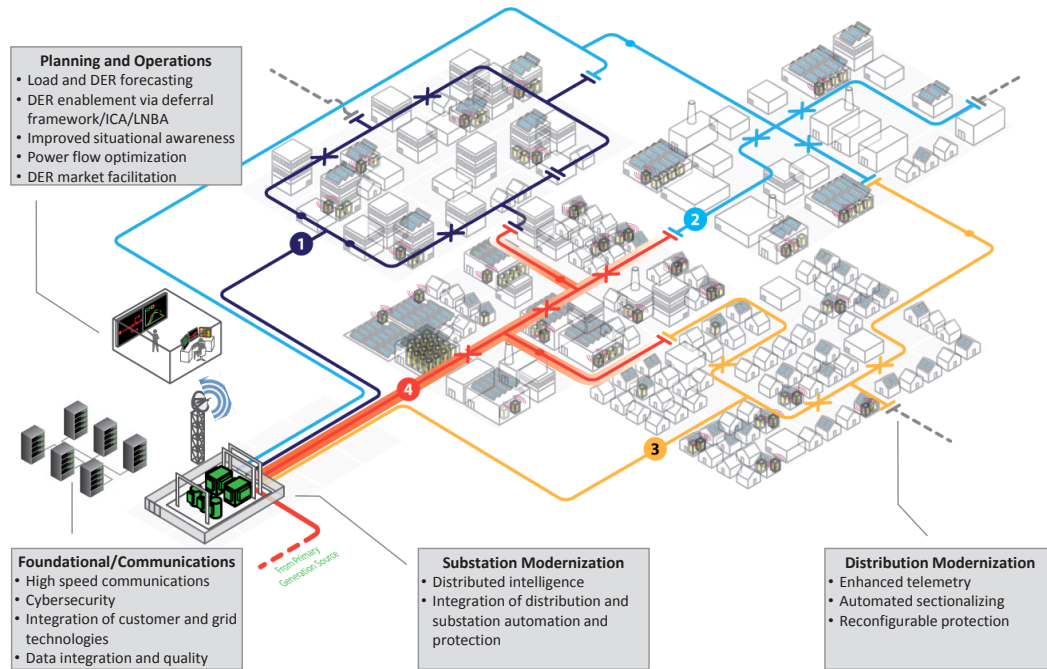 Planning and Operations
• Load and DER forecasting
• DER enablement via deferral
framework/ICA/LNBA
• Improved situational awareness
• Power flow optimization
• DER market facilitation
1
2
4
3
From Primary
Generation Source
Foundational/Communications
• High speed communications
• Cybersecurity
• Integration of customer and grid
technologies
• Data integration and quality
Substation Modernization
• Distributed intelligence
• Integration of distribution and
substation automation and
protection
Distribution Modernization
• Enhanced telemetry
• Automated sectionalizing
• Reconfigurable protection